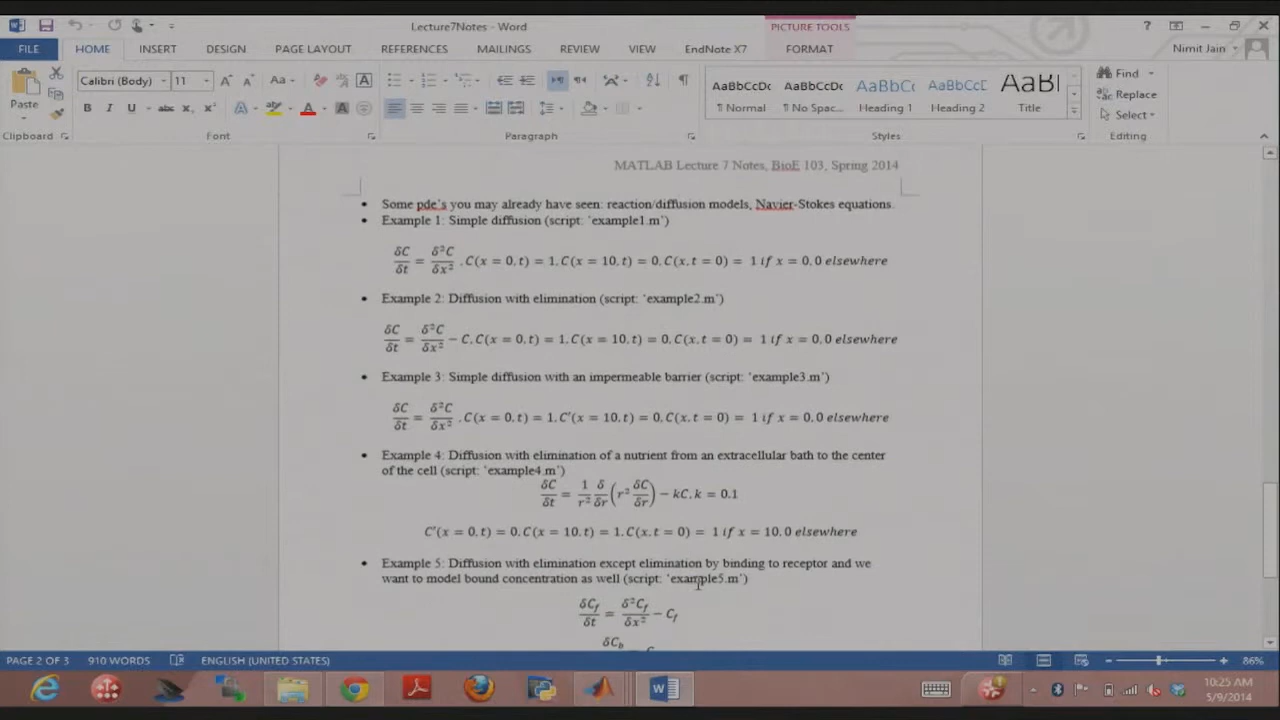 Lecture7Notes - Word
PICTURE TOOLS
FILE HOME INSERT DESIGN PAGE LAYOUT REFERENCES MAILINGS REVIEW VIEW EndNote X7 FORMAT
Nimit Jain
Paste
Calibri (Body) 11
Clipboard Font Paragraph Styles Editing
AaBbCcDc AaBbCcDc AaBbCc AaBbCcD AaBl
¶ Normal ¶ No Spac... Heading 1 Heading 2 Title
Find
Replace
Select
MATLAB Lecture 7 Notes, BioE 103, Spring 2014
• Some pde's you may already have seen: reaction/diffusion models, Navier-Stokes equations.
• Example 1: Simple diffusion (script: 'example1.m')
δC/δt = δ²C/δx², C(x = 0, t) = 1, C(x = 10, t) = 0, C(x, t = 0) = 1 if x = 0, 0 elsewhere
• Example 2: Diffusion with elimination (script: 'example2.m')
δC/δt = δ²C/δx² − C, C(x = 0, t) = 1, C(x = 10, t) = 0, C(x, t = 0) = 1 if x = 0, 0 elsewhere
• Example 3: Simple diffusion with an impermeable barrier (script: 'example3.m')
δC/δt = δ²C/δx², C(x = 0, t) = 1, C'(x = 10, t) = 0, C(x, t = 0) = 1 if x = 0, 0 elsewhere
• Example 4: Diffusion with elimination of a nutrient from an extracellular bath to the center
of the cell (script: 'example4.m')
δC/δt = 1/r² δ/δr (r² δC/δr) − kC, k = 0.1
C'(x = 0, t) = 0, C(x = 10, t) = 1, C(x, t = 0) = 1 if x = 10, 0 elsewhere
• Example 5: Diffusion with elimination except elimination by binding to receptor and we
want to model bound concentration as well (script: 'example5.m')
δC_f/δt = δ²C_f/δx² − C_f
δC_b
PAGE 2 OF 3 910 WORDS ENGLISH (UNITED STATES) 86%
10:25 AM
5/9/2014